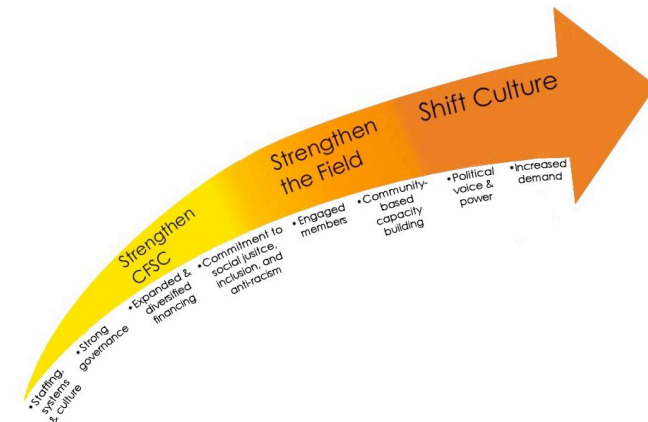 Strengthen
CFSC
Strengthen
the Field
Shift Culture
•Staffing,
systems
& culture
•Strong
governance
•Expanded &
diversified
financing
•Commitment to
social jusitce,
inclusion, and
anti-racism
•Engaged
members
•Community-
based
capacity
building
•Political
voice &
power
•Increased
demand